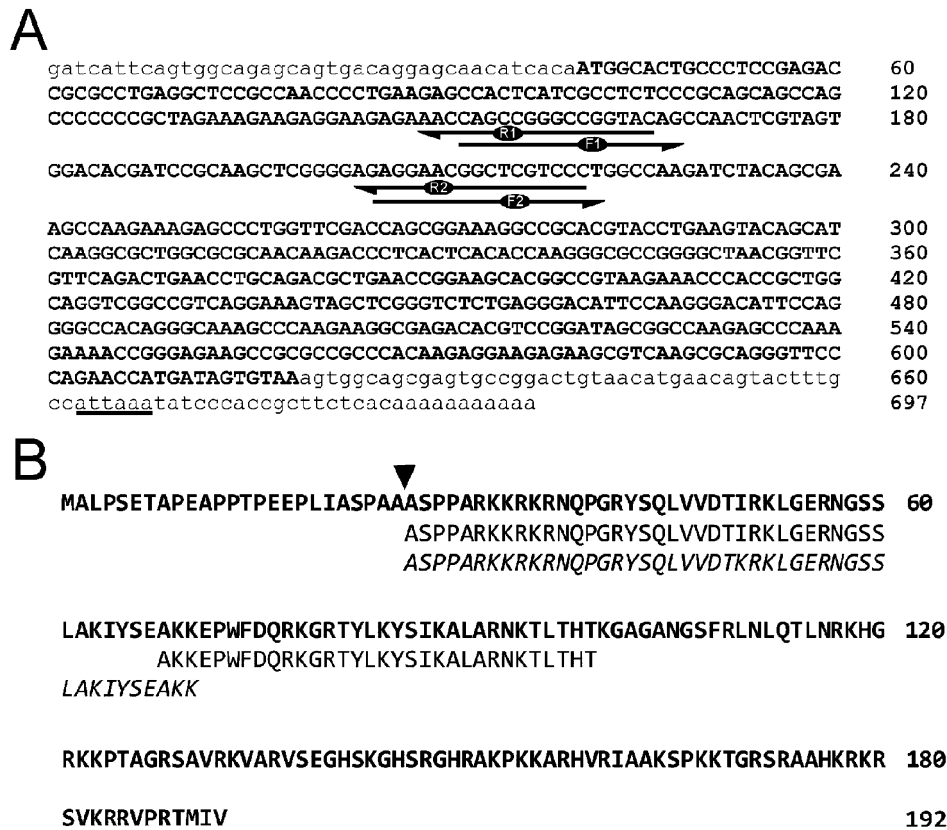 A
gatcattcagtggcagagcagtgacaggagcaacatcacaATGGCACTGCCCTCCGAGAC 60
CGCGCCTGAGGCTCCGCCAACCCCTGAAGAGCCACTCATCGCCTCTCCCGCAGCAGCCAG 120
CCCCCCCGCTAGAAAGAAGAGGAAGAGAAACCAGCCGGGCCGGTACAGCCAACTCGTAGT 180
R1
F1
GGACACGATCCGCAAGCTCGGGGAGAGGAACGGCTCGTCCCTGGCCAAGATCTACAGCGA 240
R2
F2
AGCCAAGAAAGAGCCCTGGTTCGACCAGCGGAAAGGCCGCACGTACCTGAAGTACAGCAT 300
CAAGGCGCTGGCGCGCAACAAGACCCTCACTCACACCAAGGGCGCCGGGGCTAACGGTTC 360
GTTCAGACTGAACCTGCAGACGCTGAACCGGAAGCACGGCCGTAAGAAACCCACCGCTGG 420
CAGGTCGGCCGTCAGGAAAGTAGCTCGGGTCTCTGAGGGACATTCCAAGGGACATTCCAG 480
GGGCCACAGGGCAAAGCCCAAGAAGGCGAGACACGTCCGGATAGCGGCCAAGAGCCCAAA 540
GAAAACCGGGAGAAGCCGCGCCGCCCACAAGAGGAAGAGAAGCGTCAAGCGCAGGGTTCC 600
CAGAACCATGATAGTGTAAagtggcagcgagtgccggactgtaacatgaacagtactttg 660
ccattaaatatcccaccgcttctcacaaaaaaaaaaa 697
B
MALPSETAPEAPPTPEEPLIASPAAASPPARKKRKRNQPGRYSQLVVDTIRKLGERNGSS 60
ASPPARKKRKRNQPGRYSQLVVDTIRKLGERNGSS
ASPPARKKRKRNQPGRYSQLVVDTKRKLGERNGSS
LAKIYSEAKKEPWFDQRKGRTYLKYSIKALARNKTLTHTKGAGANGSFRLNLQTLNRKHG 120
AKKEPWFDQRKGRTYLKYSIKALARNKTLTHT
LAKIYSEAKK
RKKPTAGRSAVRKVARVSEGHSKGHSRGHRAKPKKARHVRIAAKSPKKTGRSRAAHKRKR 180
SVKRRVPRTMIV 192